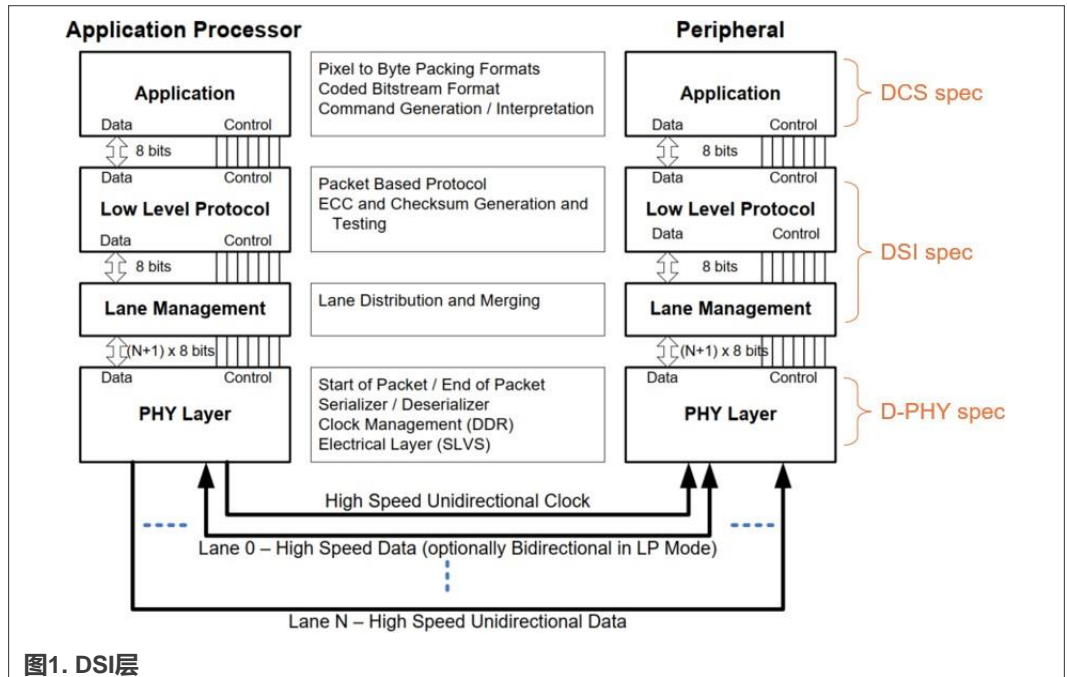 Application Processor
Peripheral
Application
Data Control
8 bits
Data Control
Low Level Protocol
Data Control
8 bits
Lane Management
(N+1) x 8 bits
Data Control
PHY Layer
Pixel to Byte Packing Formats
Coded Bitstream Format
Command Generation / Interpretation
Packet Based Protocol
ECC and Checksum Generation and
Testing
Lane Distribution and Merging
Start of Packet / End of Packet
Serializer / Deserializer
Clock Management (DDR)
Electrical Layer (SLVS)
Application
Data Control
8 bits
Data Control
Low Level Protocol
Data Control
8 bits
Lane Management
(N+1) x 8 bits
Data Control
PHY Layer
DCS spec
DSI spec
D-PHY spec
High Speed Unidirectional Clock
Lane 0 – High Speed Data (optionally Bidirectional in LP Mode)
Lane N – High Speed Unidirectional Data
图1. DSI层